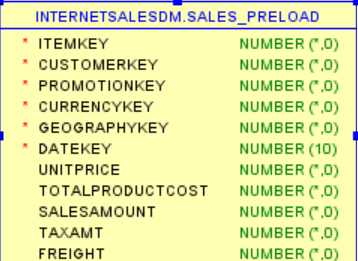 INTERNETSALESDM.SALES_PRELOAD
* ITEMKEY NUMBER (*,0)
* CUSTOMERKEY NUMBER (*,0)
* PROMOTIONKEY NUMBER (*,0)
* CURRENCYKEY NUMBER (*,0)
* GEOGRAPHYKEY NUMBER (*,0)
* DATEKEY NUMBER (10)
UNITPRICE NUMBER (*,0)
TOTALPRODUCTCOST NUMBER (*,0)
SALESAMOUNT NUMBER (*,0)
TAXAMT NUMBER (*,0)
FREIGHT NUMBER (*,0)